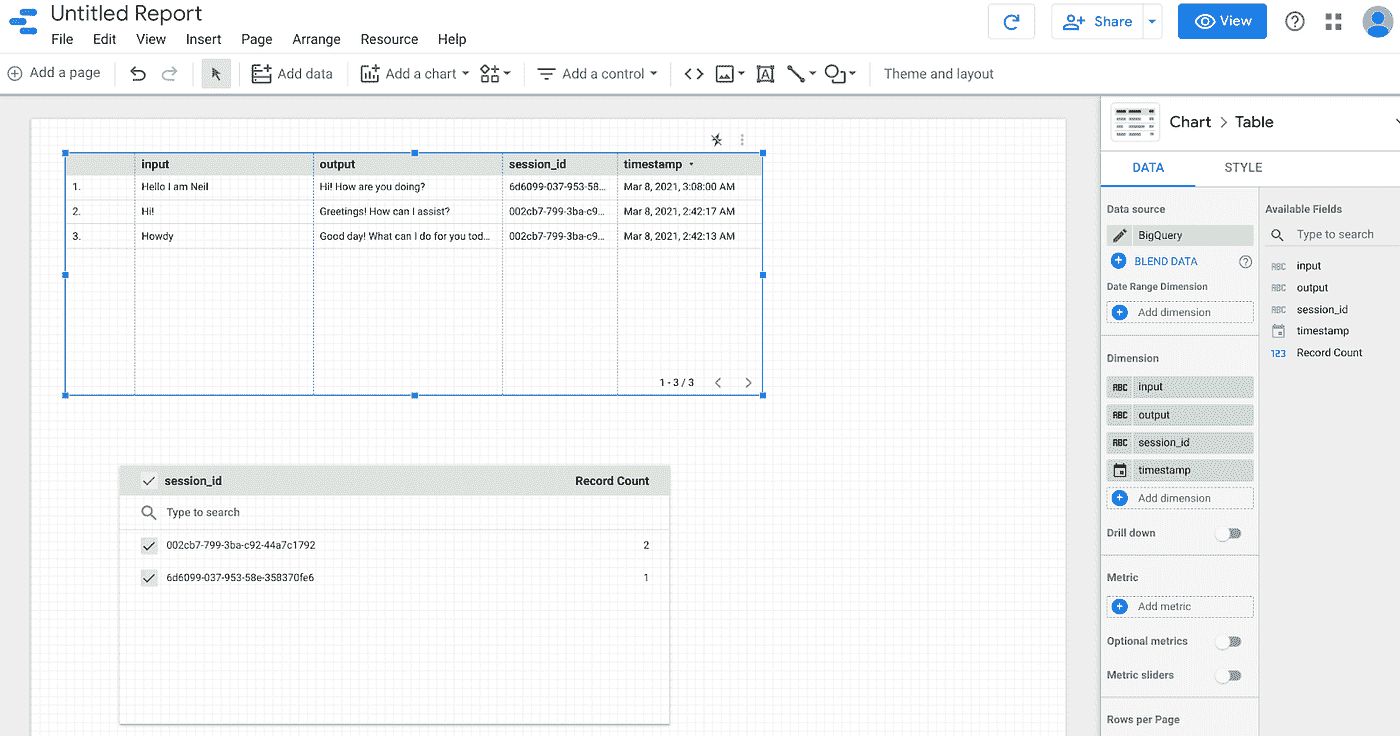 Untitled Report
File Edit View Insert Page Arrange Resource Help
Share View
Add a page Add data Add a chart Add a control Theme and layout
input output session_id timestamp
1. Hello I am Neil Hi! How are you doing? 6d6099-037-953-58... Mar 8, 2021, 3:08:00 AM
2. Hi! Greetings! How can I assist? 002cb7-799-3ba-c9... Mar 8, 2021, 2:42:17 AM
3. Howdy Good day! What can I do for you tod... 002cb7-799-3ba-c9... Mar 8, 2021, 2:42:13 AM
1 - 3 / 3
session_id Record Count
Type to search
002cb7-799-3ba-c92-44a7c1792 2
6d6099-037-953-58e-358370fe6 1
Chart > Table
DATA STYLE
Data source
BigQuery
BLEND DATA
Date Range Dimension
Add dimension
Dimension
ABC input
ABC output
ABC session_id
timestamp
Add dimension
Drill down
Metric
Add metric
Optional metrics
Metric sliders
Rows per Page
Available Fields
Type to search
ABC input
ABC output
ABC session_id
timestamp
123 Record Count